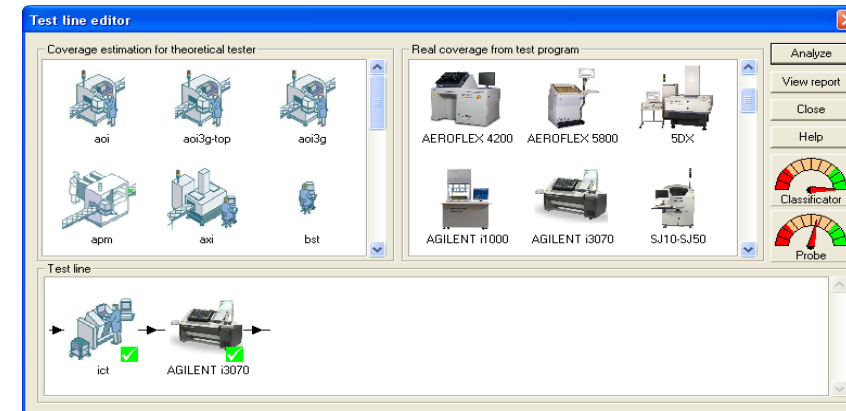 Test line editor
Coverage estimation for theoretical tester
aoi
aoi3g-top
aoi3g
apm
axi
bst
Real coverage from test program
AEROFLEX 4200
AEROFLEX 5800
5DX
AGILENT i1000
AGILENT i3070
SJ10-SJ50
Analyze
View report
Close
Help
Classificator
Probe
Test line
ict
AGILENT i3070